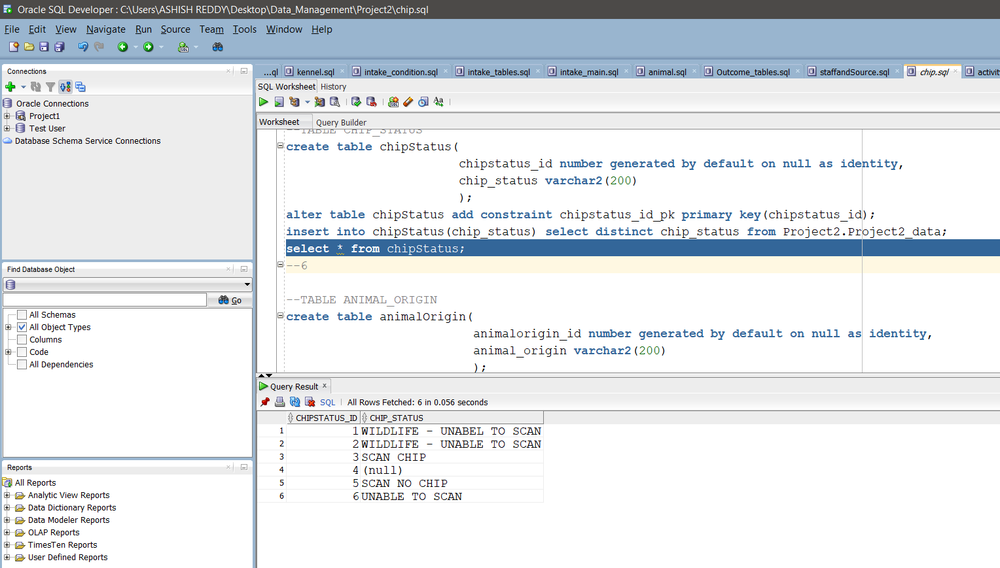 Oracle SQL Developer : C:\Users\ASHISH REDDY\Desktop\Data_Management\Project2\chip.sql
File Edit View Navigate Run Source Team Tools Window Help
Connections
Oracle Connections
Project1
Test User
Database Schema Service Connections
Find Database Object
Go
All Schemas
All Object Types
Columns
Code
All Dependencies
Reports
All Reports
Analytic View Reports
Data Dictionary Reports
Data Modeler Reports
OLAP Reports
TimesTen Reports
User Defined Reports
...ql kennel.sql intake_condition.sql intake_tables.sql intake_main.sql animal.sql Outcome_tables.sql staffandSource.sql chip.sql activit
SQL Worksheet History
Worksheet Query Builder
--TABLE CHIP_STATUS
create table chipStatus(
chipstatus_id number generated by default on null as identity,
chip_status varchar2(200)
);
alter table chipStatus add constraint chipstatus_id_pk primary key(chipstatus_id);
insert into chipStatus(chip_status) select distinct chip_status from Project2.Project2_data;
select * from chipStatus;
--6
--TABLE ANIMAL_ORIGIN
create table animalOrigin(
animalorigin_id number generated by default on null as identity,
animal_origin varchar2(200)
);
Query Result
SQL All Rows Fetched: 6 in 0.056 seconds
CHIPSTATUS_ID CHIP_STATUS
1 1 WILDLIFE - UNABEL TO SCAN
2 2 WILDLIFE - UNABLE TO SCAN
3 3 SCAN CHIP
4 4 (null)
5 5 SCAN NO CHIP
6 6 UNABLE TO SCAN